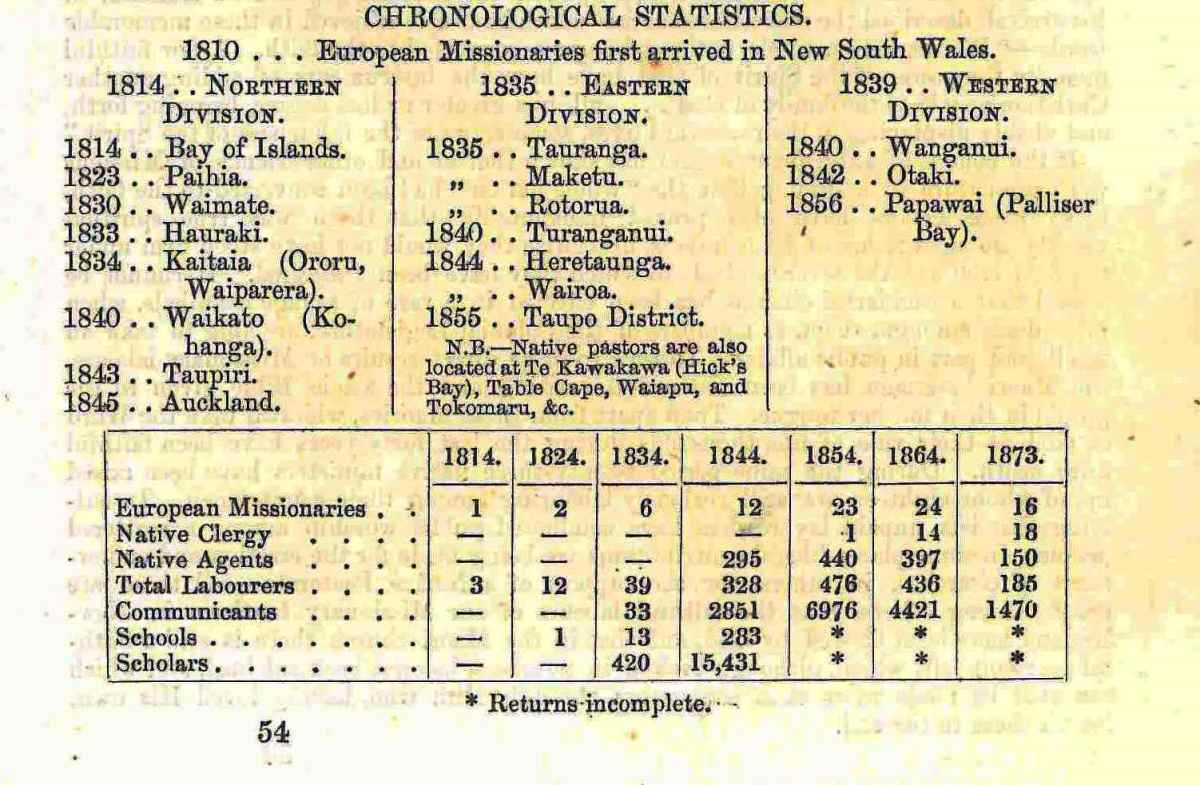 CHRONOLOGICAL STATISTICS.
1810 . . . European Missionaries first arrived in New South Wales.
1814 . . NORTHERN
DIVISION.
1814 . . Bay of Islands.
1823 . . Paihia.
1830 . . Waimate.
1833 . . Hauraki.
1834 . . Kaitaia (Ororu,
Waiparera).
1840 . . Waikato (Ko-
hanga).
1843 . . Taupiri.
1845 . . Auckland.
1835 . . EASTERN
DIVISION.
1835 . . Tauranga.
„ . . Maketu.
„ . . Rotorua.
1840 . . Turanganui.
1844 . . Heretaunga.
„ . . Wairoa.
1855 . . Taupo District.
N.B.—Native pastors are also
located at Te Kawakawa (Hick's
Bay), Table Cape, Waiapu, and
Tokomaru, &c.
1839 . . WESTERN
DIVISION.
1840 . . Wanganui.
1842 . . Otaki.
1856 . . Papawai (Palliser
Bay).
1814. 1824. 1834. 1844. 1854. 1864. 1873.
European Missionaries . . 1 2 6 12 23 24 16
Native Clergy . . . . — — — — 1 14 18
Native Agents . . . . — — — 295 440 397 150
Total Labourers . . . . 3 12 39 328 476 436 185
Communicants . . . . — — 33 2851 6976 4421 1470
Schools . . . . . . — 1 13 283 * * *
Scholars . . . . . — 420 15,431 * * *
* Returns incomplete.
54